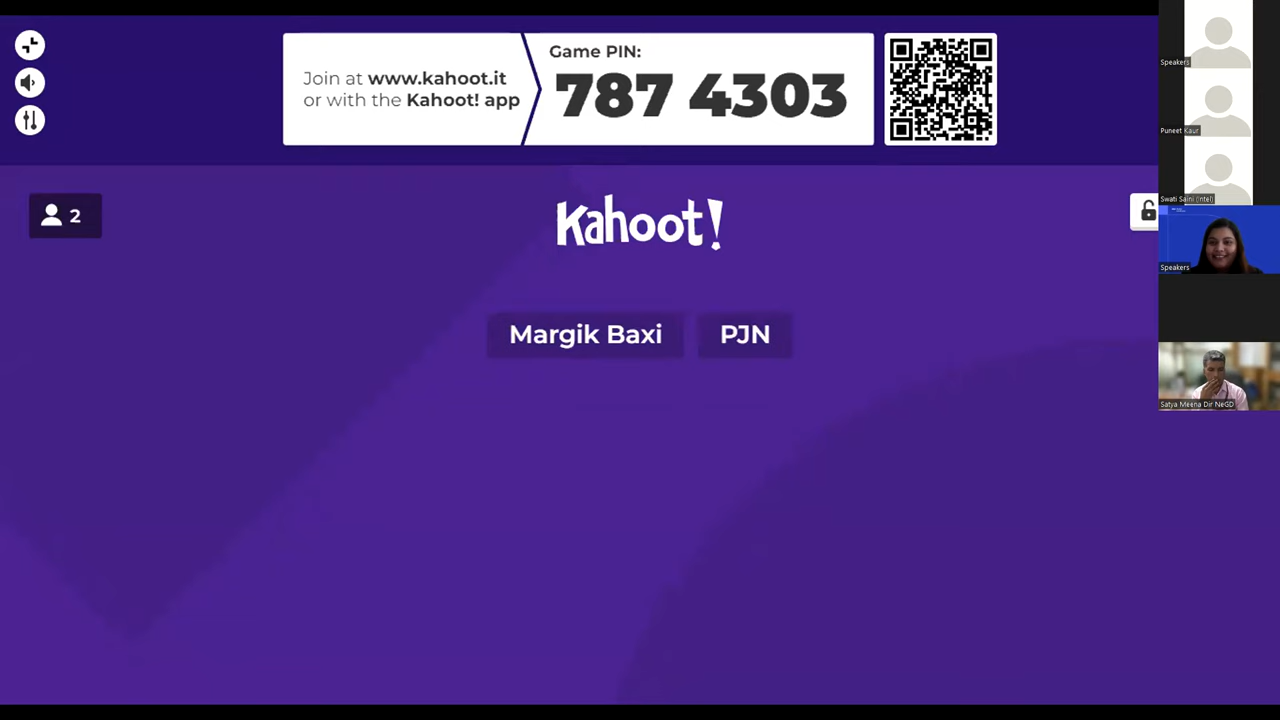 Join at www.kahoot.it
or with the Kahoot! app
Game PIN:
787 4303
2
Kahoot!
Margik Baxi
PJN
Speakers
Puneet Kaur
Swati Saini (Intel)
Speakers
Satya Meena Dir NeGD